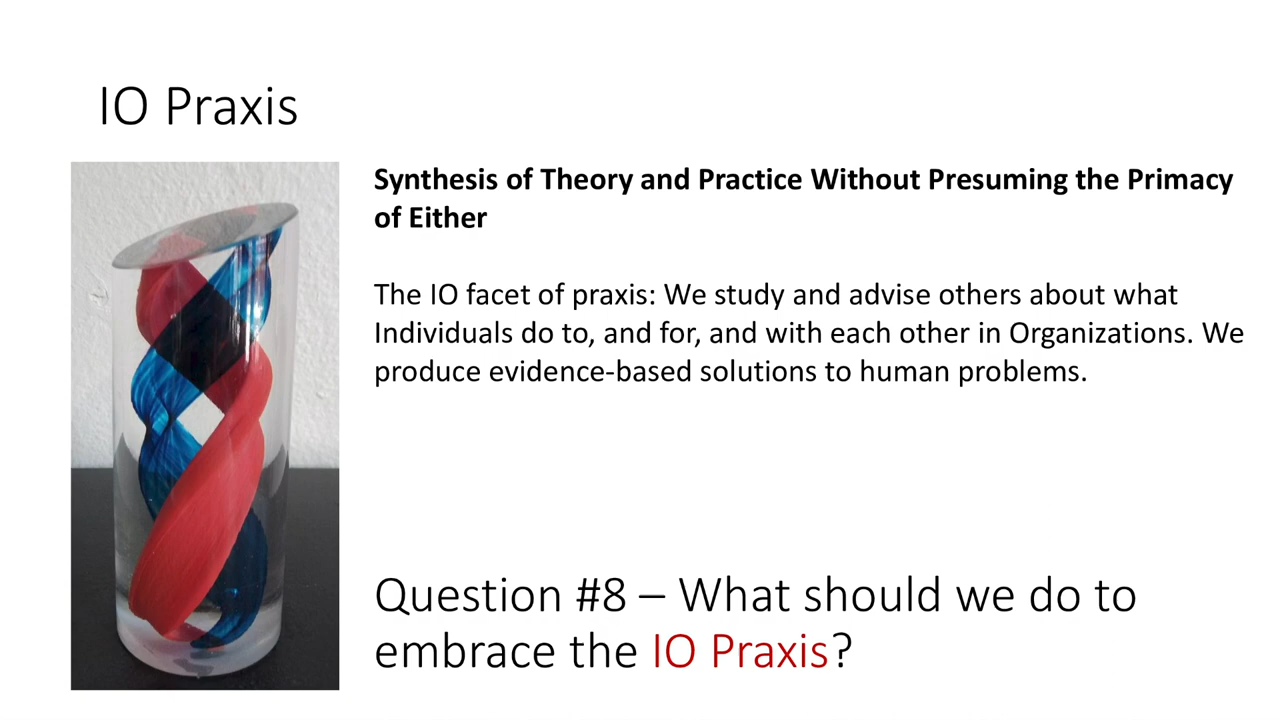 IO Praxis
Synthesis of Theory and Practice Without Presuming the Primacy
of Either
The IO facet of praxis: We study and advise others about what
Individuals do to, and for, and with each other in Organizations. We
produce evidence-based solutions to human problems.
Question #8 – What should we do to
embrace the IO Praxis?